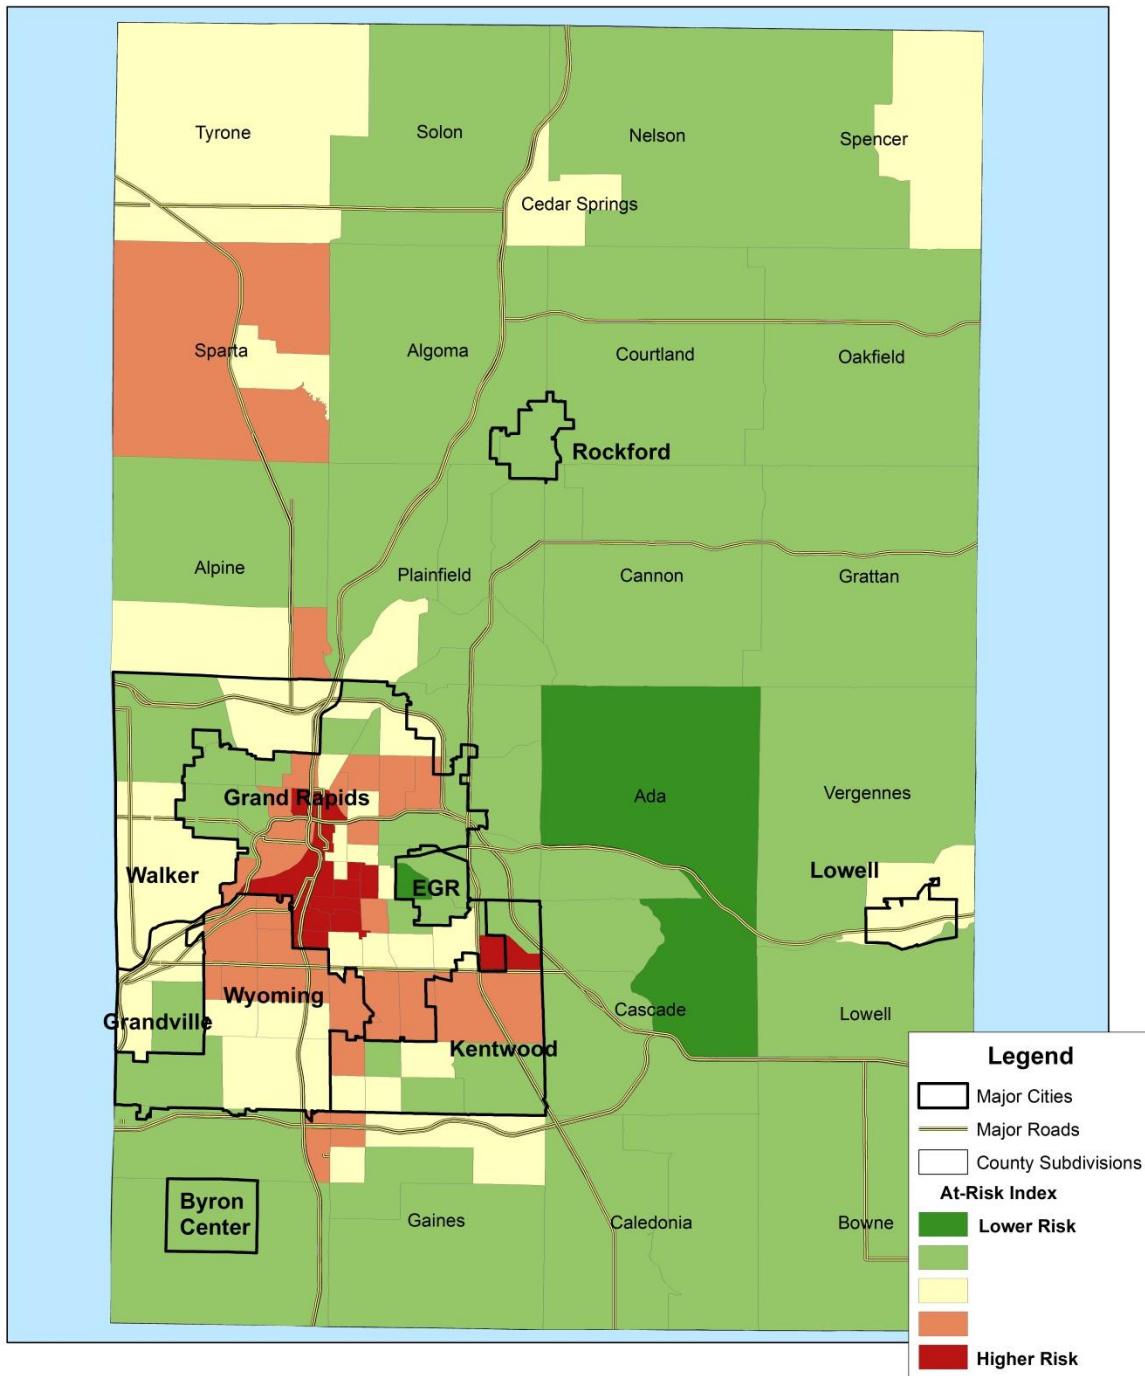 Tyrone
Solon
Nelson
Spencer
Cedar Springs
Sparta
Algoma
Courtland
Oakfield
Rockford
Alpine
Plainfield
Cannon
Grattan
Grand Rapids
Ada
Vergennes
Walker
EGR
Lowell
Wyoming
Grandville
Kentwood
Cascade
Lowell
Byron
Center
Gaines
Caledonia
Bowne
Legend
Major Cities
Major Roads
County Subdivisions
At-Risk Index
Lower Risk
Higher Risk